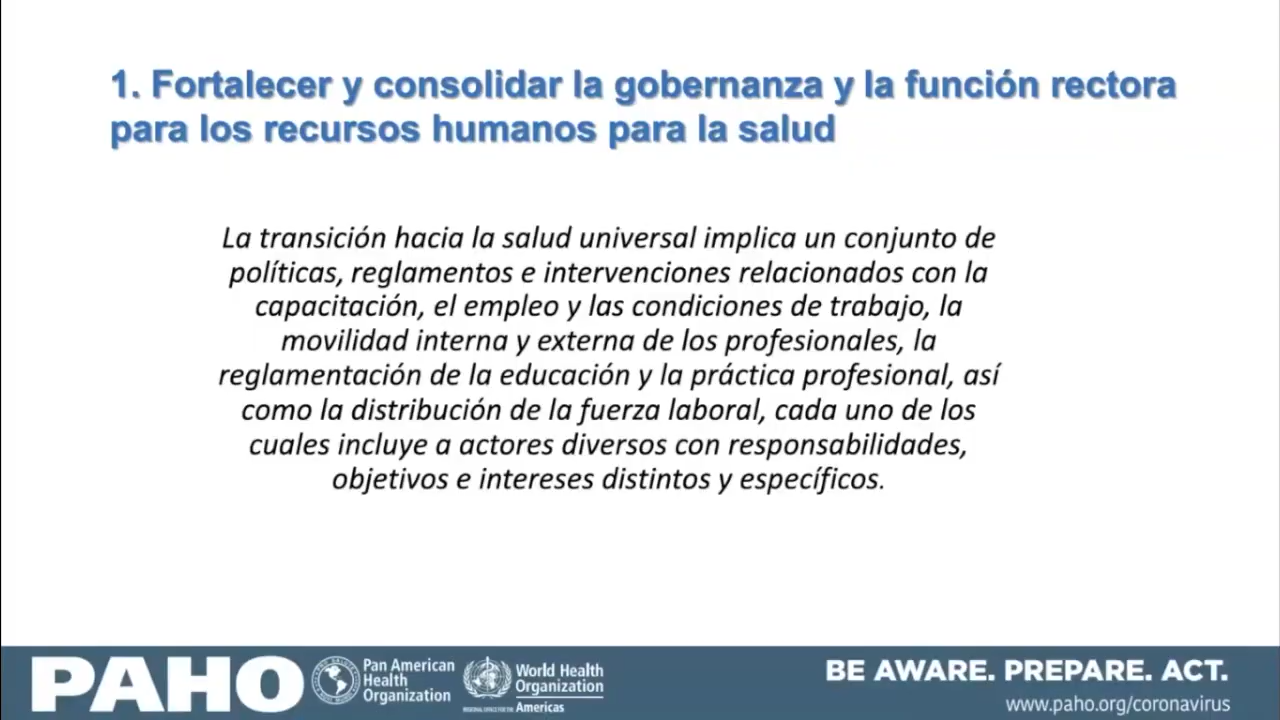 1. Fortalecer y consolidar la gobernanza y la función rectora
para los recursos humanos para la salud
La transición hacia la salud universal implica un conjunto de
políticas, reglamentos e intervenciones relacionados con la
capacitación, el empleo y las condiciones de trabajo, la
movilidad interna y externa de los profesionales, la
reglamentación de la educación y la práctica profesional, así
como la distribución de la fuerza laboral, cada uno de los
cuales incluye a actores diversos con responsabilidades,
objetivos e intereses distintos y específicos.
PAHO
Pan American
Health
Organization
World Health
Organization
REGIONAL OFFICE FOR THE Americas
BE AWARE. PREPARE. ACT.
www.paho.org/coronavirus